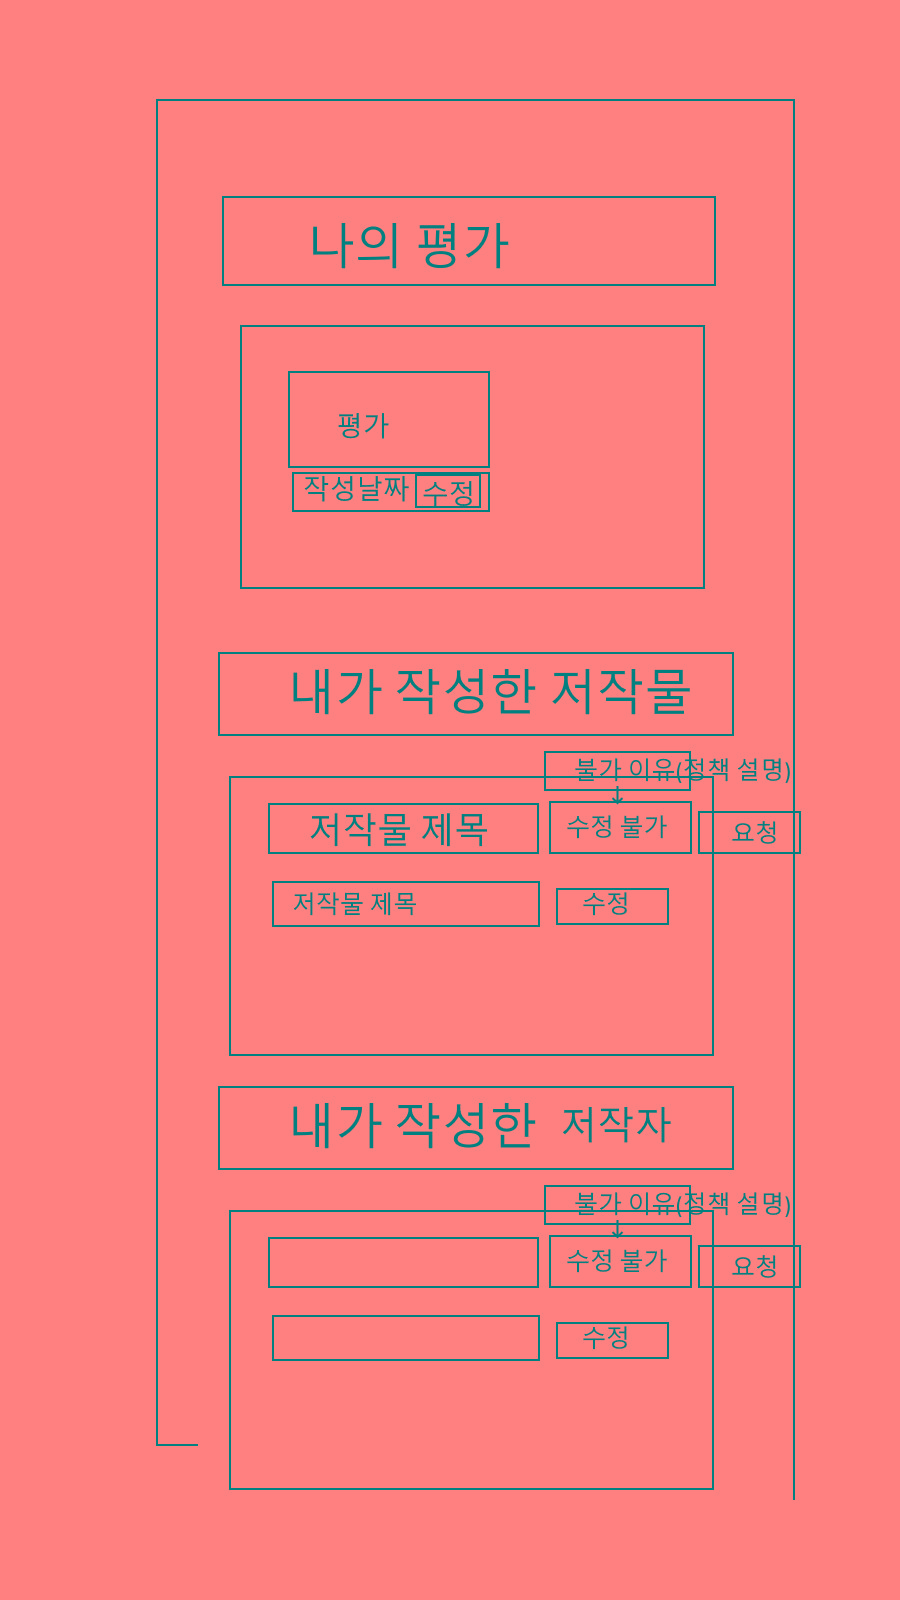 나의 평가
평가
작성날짜 수정
내가 작성한 저작물
불가 이유(정책 설명)
↓
저작물 제목 수정 불가 요청
저작물 제목 수정
내가 작성한 저작자
불가 이유(정책 설명)
↓
수정 불가 요청
수정